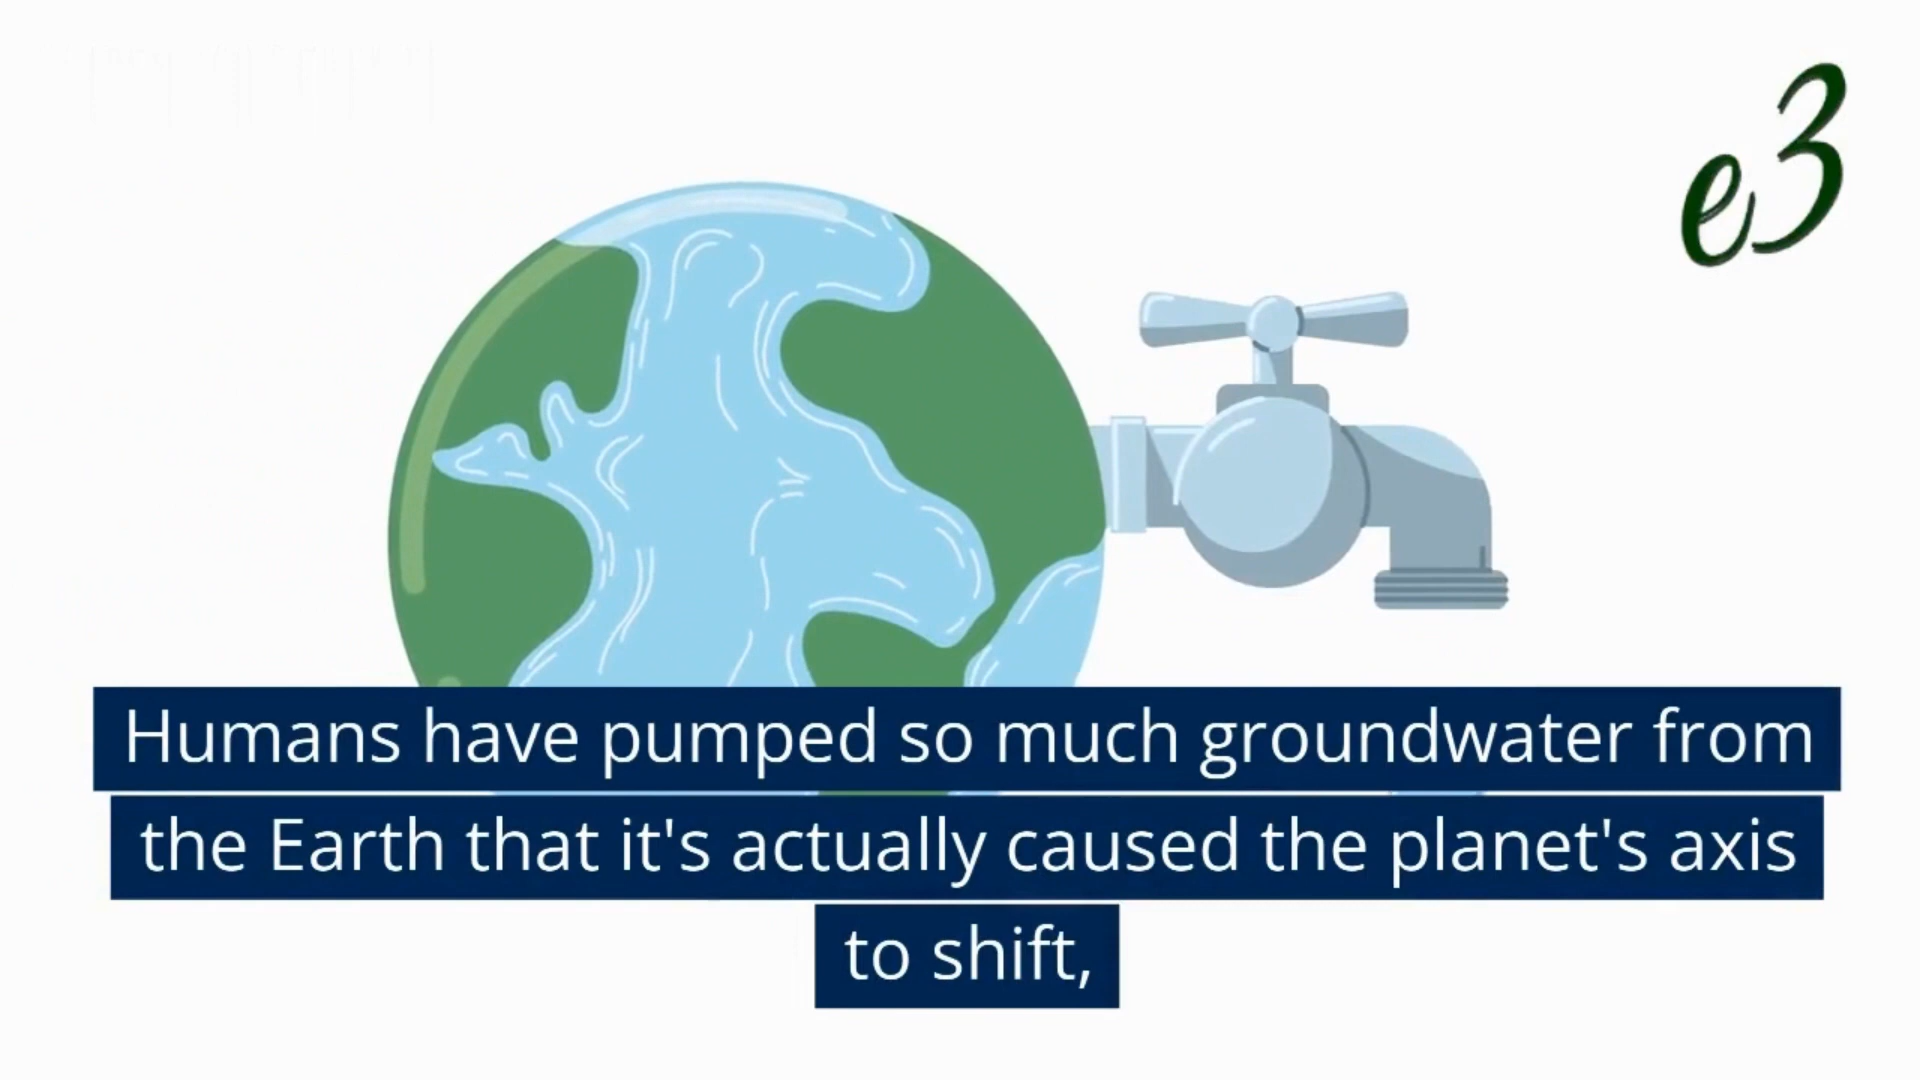 e3
Humans have pumped so much groundwater from
the Earth that it's actually caused the planet's axis
to shift,